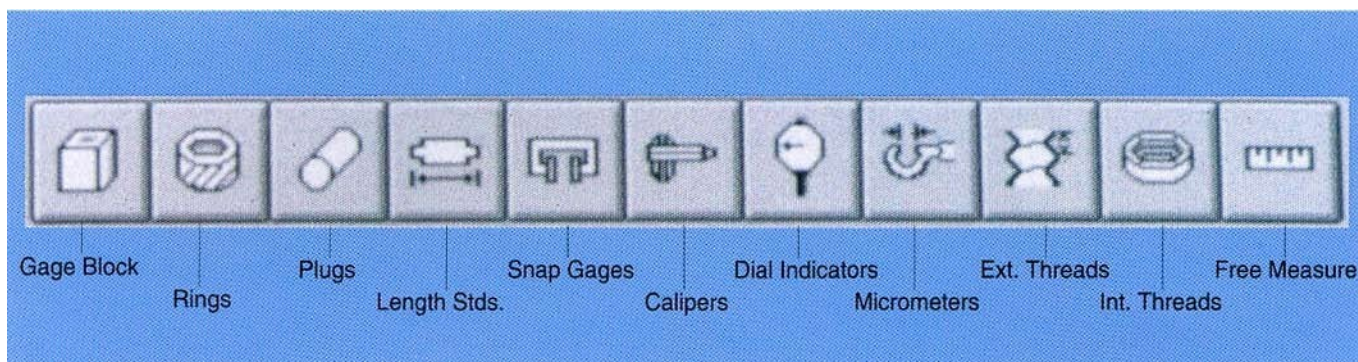 Gage Block
Rings
Plugs
Length Stds.
Snap Gages
Calipers
Dial Indicators
Micrometers
Ext. Threads
Int. Threads
Free Measure